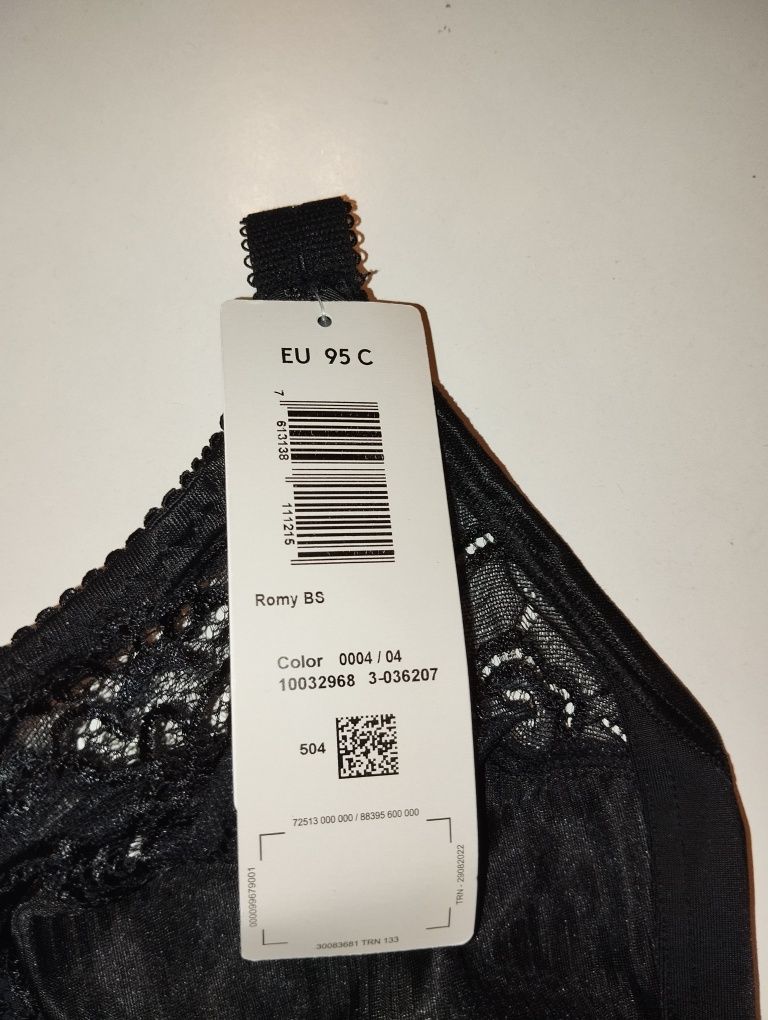 EU 95 C
7 613138 111215
Romy BS
Color 0004 / 04
10032968 3-036207
504
72513 000 000 / 88395 600 000
000099679001
TRN - 29082022
30083681 TRN 133